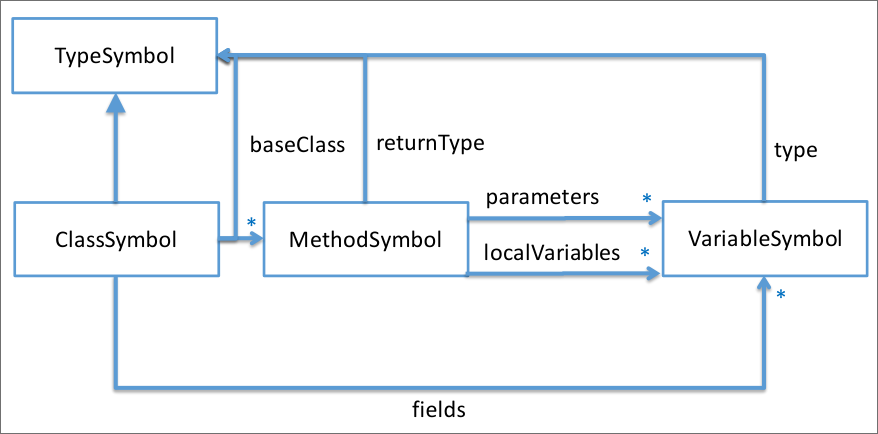 TypeSymbol
baseClass
returnType
type
parameters
*
ClassSymbol
*
MethodSymbol
localVariables
*
VariableSymbol
*
fields